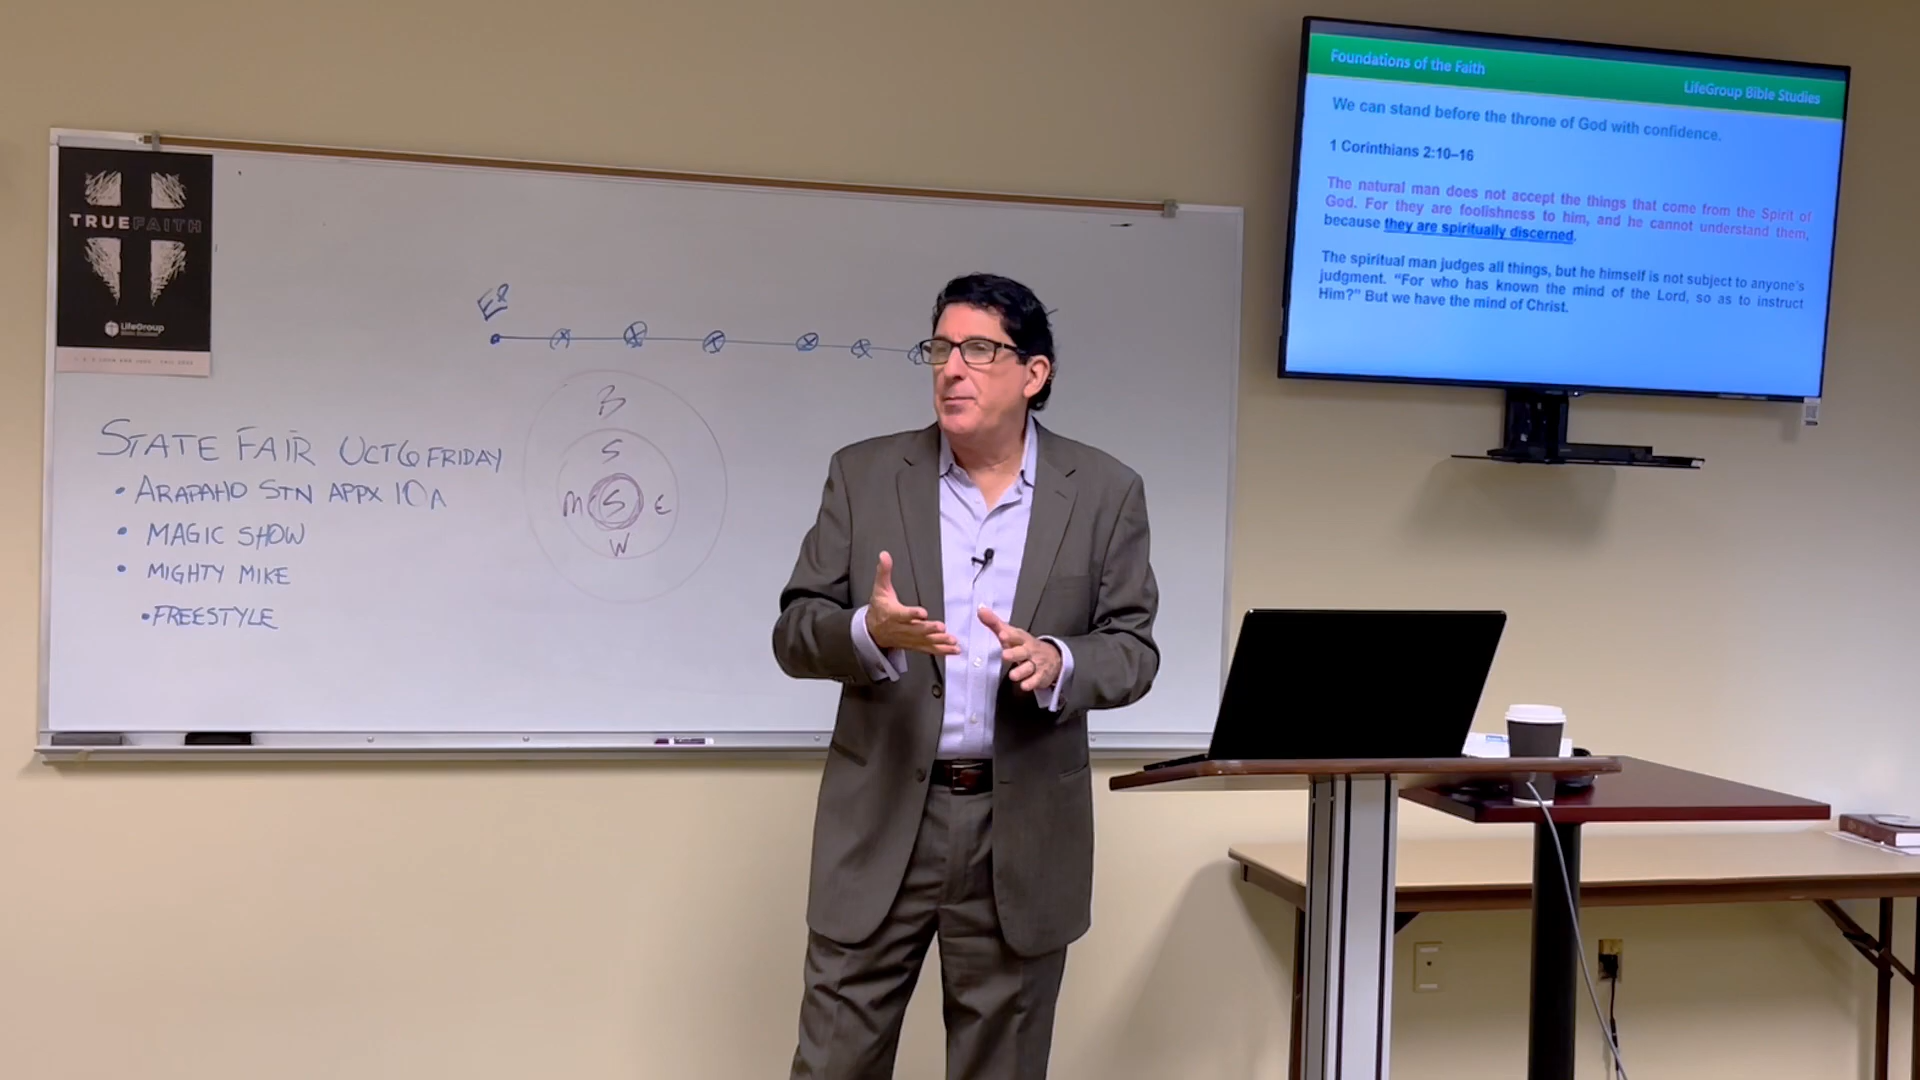 TRUEFAITH
LifeGroup
Bible Studies
STATE FAIR OCT 6 FRIDAY
• ARAPAHO STN APPX 10A
• MAGIC SHOW
• MIGHTY MIKE
• FREESTYLE
B
S
M S E
W
Foundations of the Faith
LifeGroup Bible Studies
We can stand before the throne of God with confidence.
1 Corinthians 2:10–16
The natural man does not accept the things that come from the Spirit of
God. For they are foolishness to him, and he cannot understand them,
because they are spiritually discerned.
The spiritual man judges all things, but he himself is not subject to anyone's
judgment. “For who has known the mind of the Lord, so as to instruct
Him?” But we have the mind of Christ.